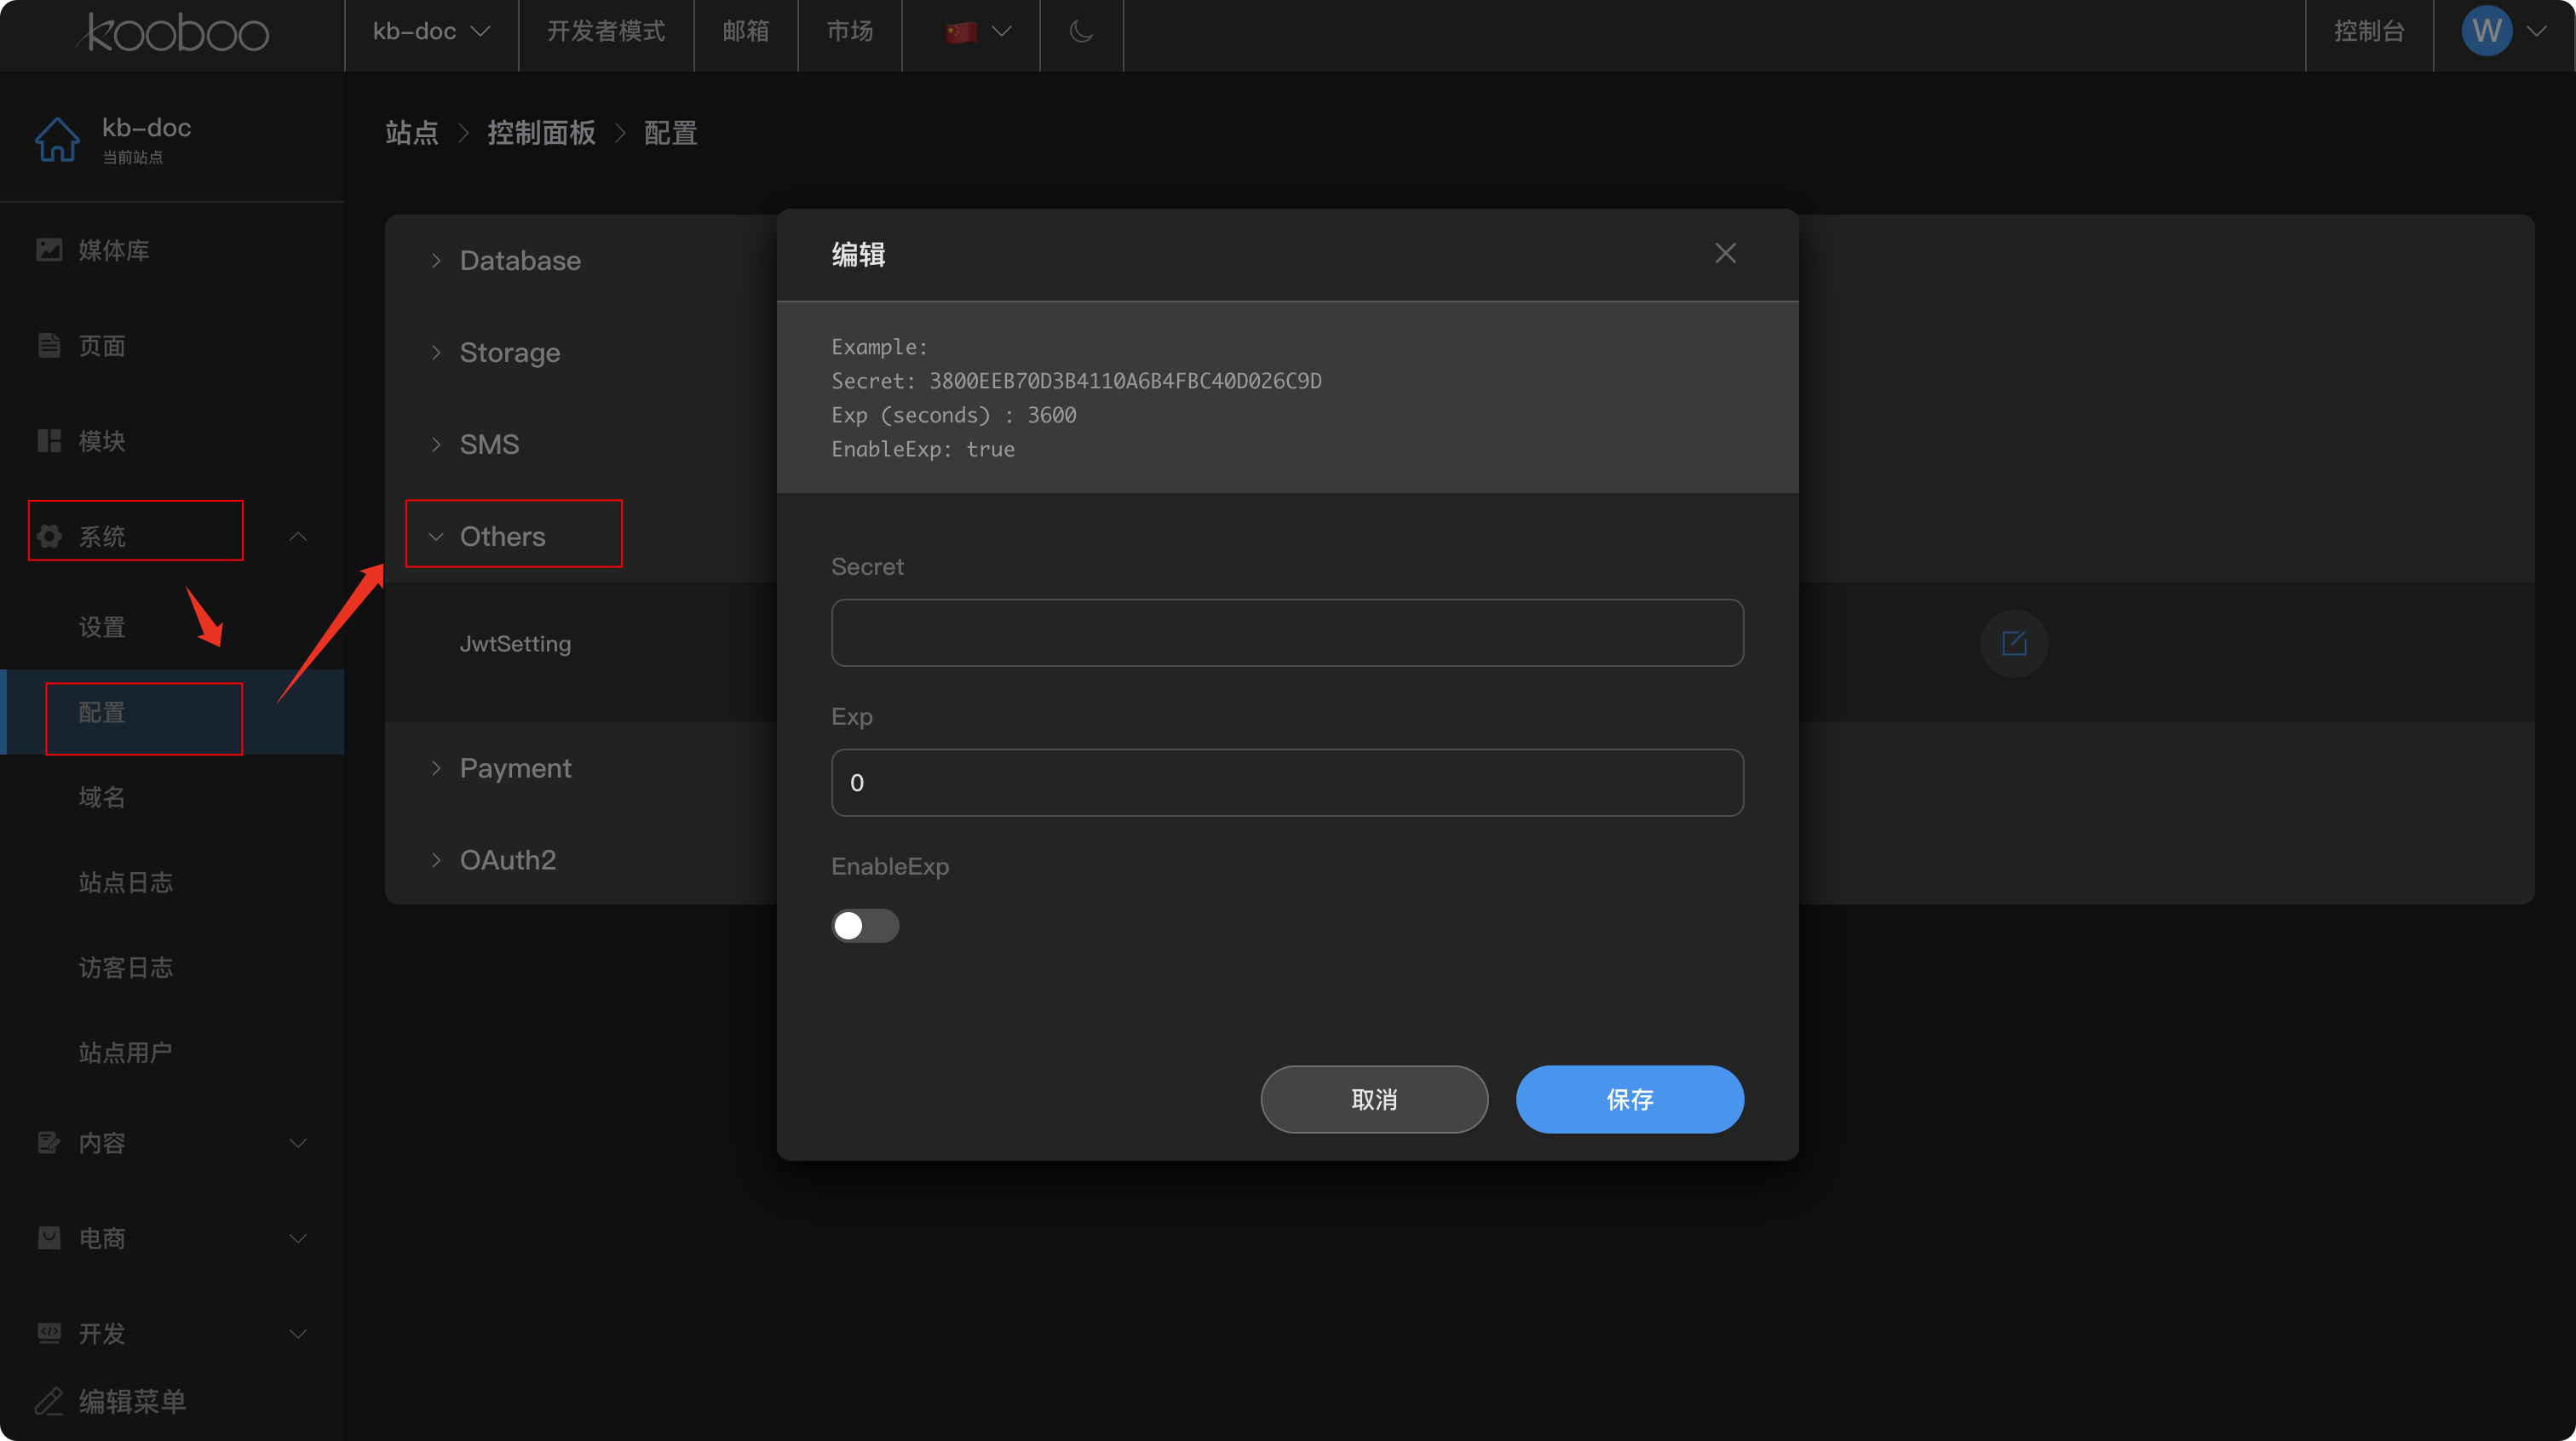 kooboo
kb-doc
开发者模式
邮箱
市场
控制台
W
kb-doc
当前站点
媒体库
页面
模块
系统
设置
配置
域名
站点日志
访客日志
站点用户
内容
电商
开发
编辑菜单
站点 > 控制面板 > 配置
Database
Storage
SMS
Others
JwtSetting
Payment
OAuth2
编辑
Example:
Secret: 3800EEB70D3B4110A6B4FBC40D026C9D
Exp (seconds) : 3600
EnableExp: true
Secret
Exp
0
EnableExp
取消
保存